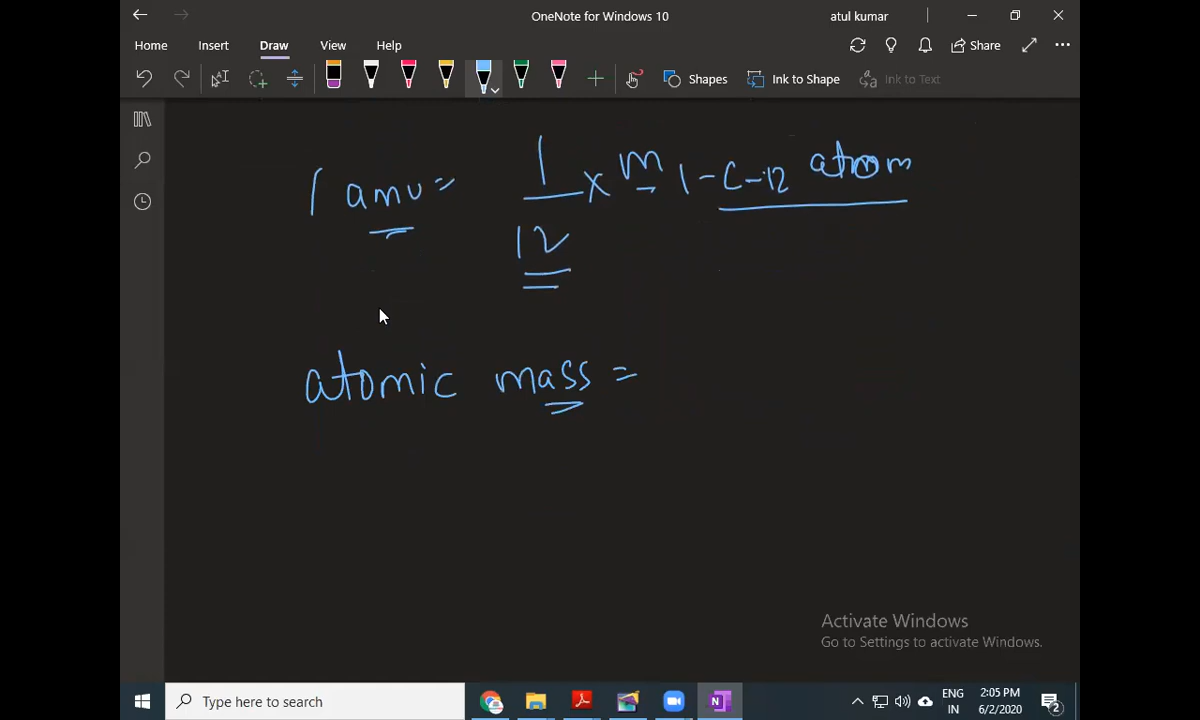 OneNote for Windows 10
atul kumar
Home Insert Draw View Help
Share
Shapes Ink to Shape Ink to Text
1 amu = 1/12 x m 1-C-12 atom
atomic mass =
Activate Windows
Go to Settings to activate Windows.
Type here to search
ENG
IN
2:05 PM
6/2/2020
2